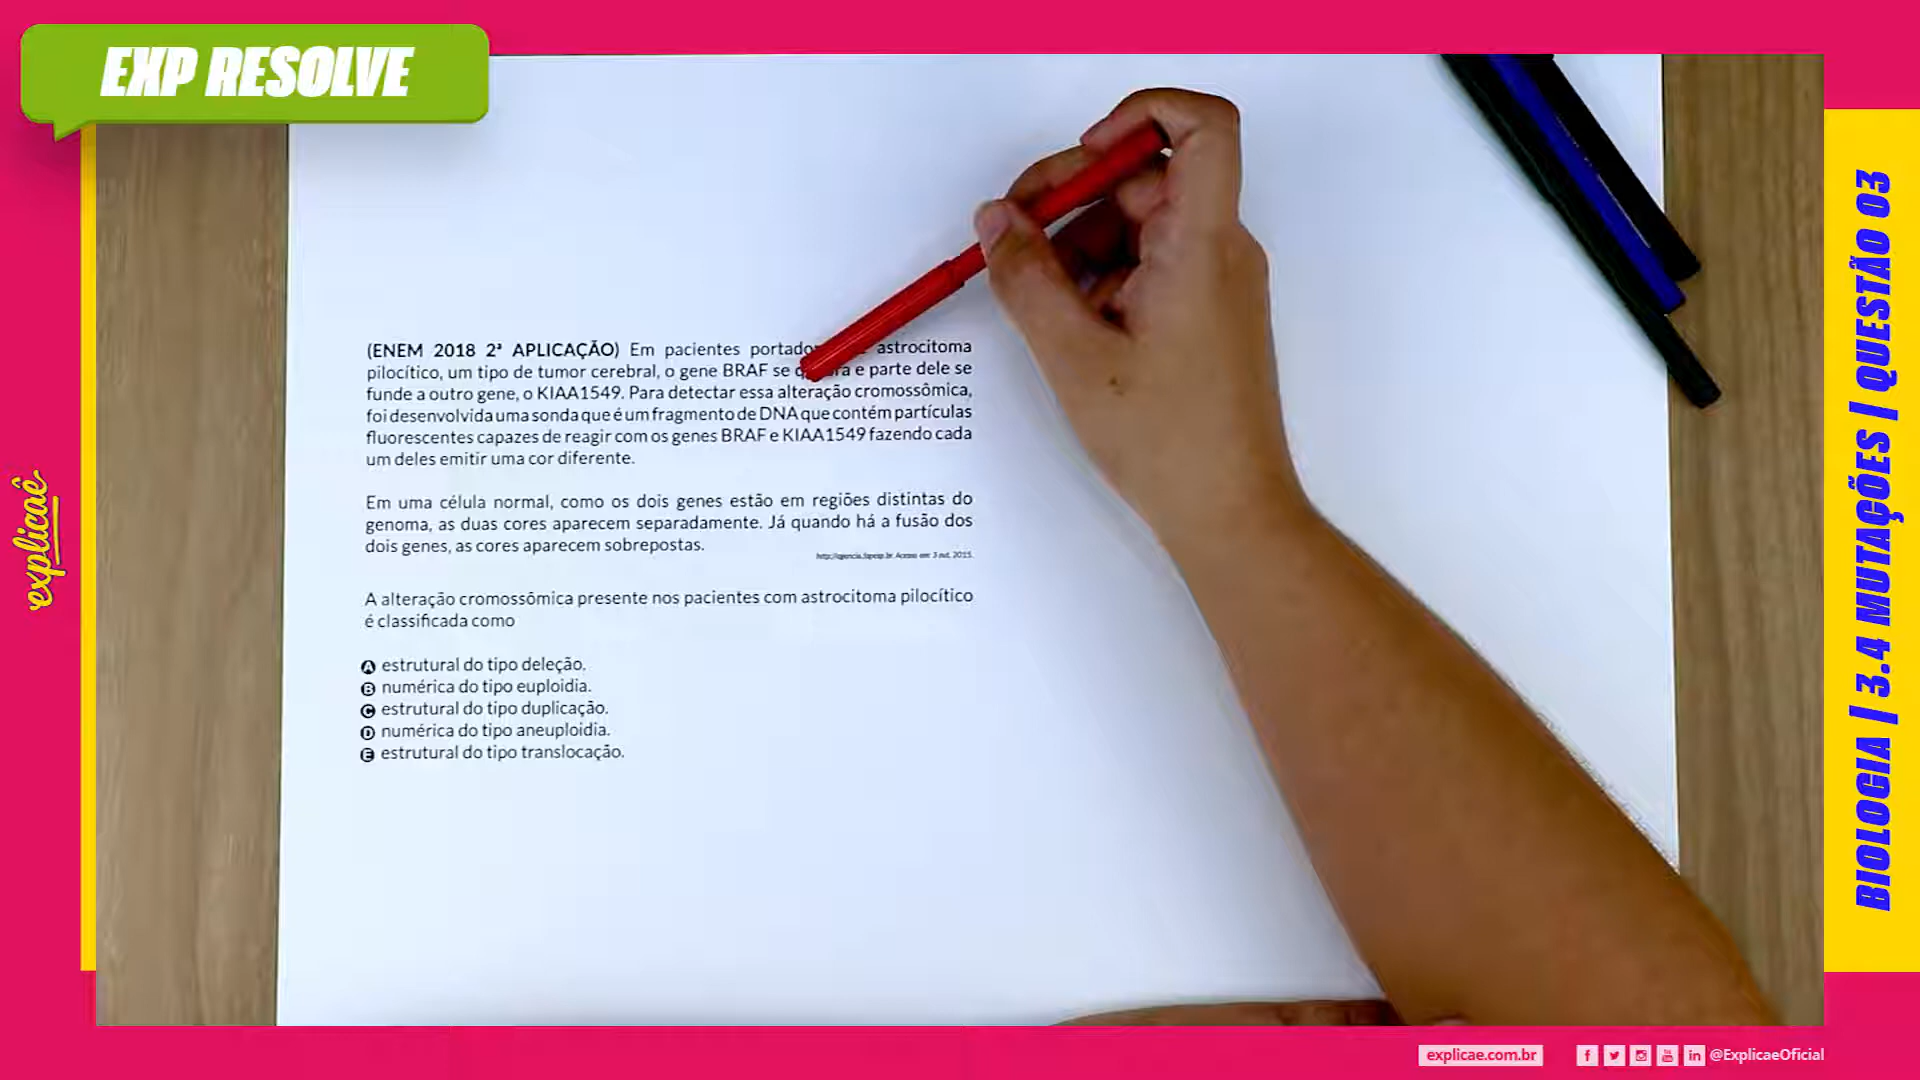 EXP RESOLVE
(ENEM 2018 2ª APLICAÇÃO) Em pacientes astrocitoma
pilocítico, um tipo de tumor cerebral, o gene BRAF se e parte dele se
funde a outro gene, o KIAA1549. Para detectar essa alteração cromossômica,
foi desenvolvida uma sonda que é um fragmento de DNA que contém partículas
fluorescentes capazes de reagir com os genes BRAF e KIAA1549 fazendo cada
um deles emitir uma cor diferente.
Em uma célula normal, como os dois genes estão em regiões distintas do
genoma, as duas cores aparecem separadamente. Já quando há a fusão dos
dois genes, as cores aparecem sobrepostas.
A alteração cromossômica presente nos pacientes com astrocitoma pilocítico
é classificada como
A estrutural do tipo deleção.
B numérica do tipo euploidia.
C estrutural do tipo duplicação.
D numérica do tipo aneuploidia.
E estrutural do tipo translocação.
explicaê
BIOLOGIA | 3.4 MUTAÇÕES | QUESTÃO 03
explicae.com.br
@ExplicaeOficial